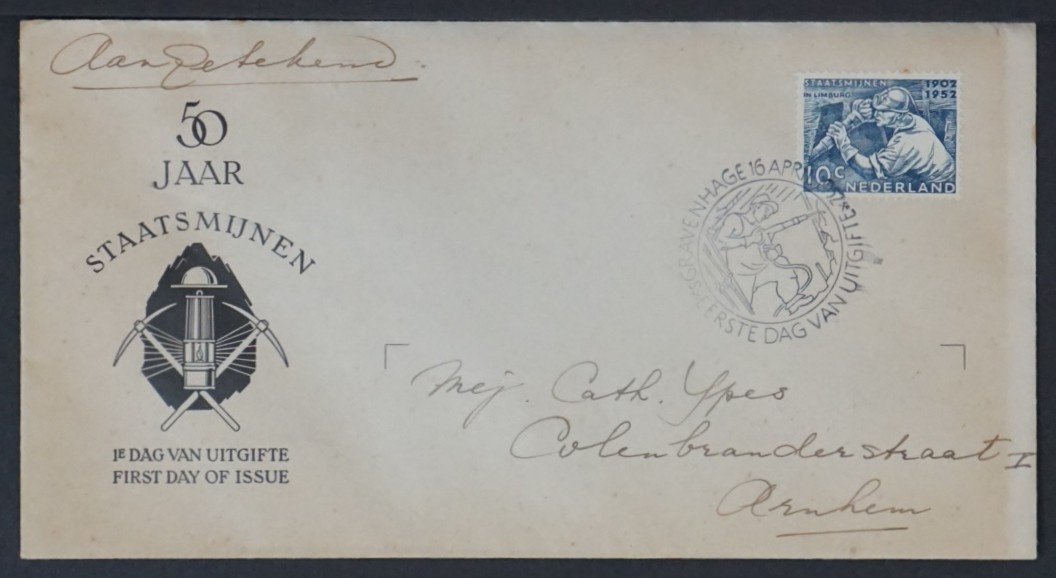 Aangetekend
50
JAAR
STAATSMIJNEN
1E DAG VAN UITGIFTE
FIRST DAY OF ISSUE
STAATSMIJNEN
IN LIMBURG
1902
1952
10c
NEDERLAND
'SGRAVENHAGE 16 APR
EERSTE DAG VAN UITGIFTE
Mej. Cath. Ypes
Colenbranderstraat I
Arnhem